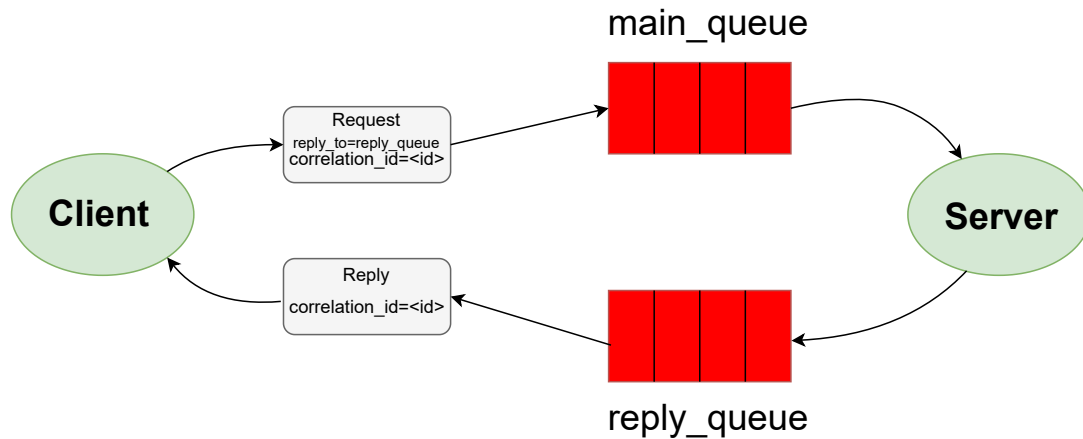 main_queue
Request
reply_to=reply_queue
correlation_id=<id>
Client
Server
Reply
correlation_id=<id>
reply_queue